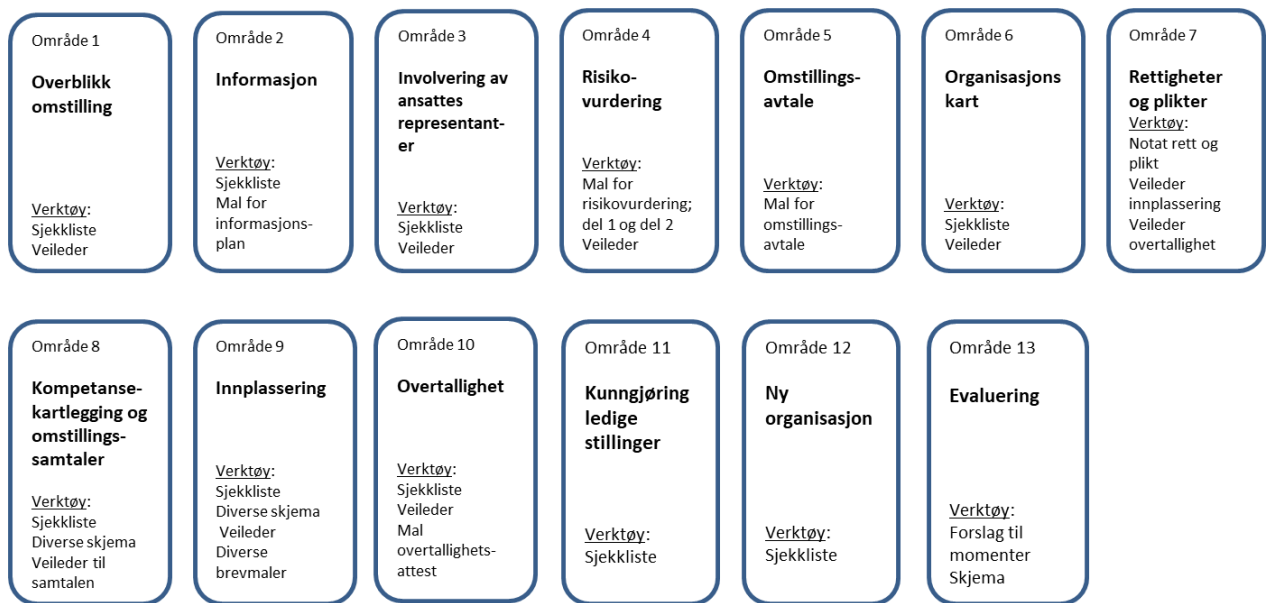 Område 1
Overblikk
omstilling
Verktøy:
Sjekkliste
Veileder
Område 2
Informasjon
Verktøy:
Sjekkliste
Mal for
informasjons-
plan
Område 3
Involvering av
ansattes
representant-
er
Verktøy:
Sjekkliste
Veileder
Område 4
Risiko-
vurdering
Verktøy:
Mal for
risikovurdering;
del 1 og del 2
Veileder
Område 5
Omstillings-
avtale
Verktøy:
Mal for
omstillings-
avtale
Område 6
Organisasjons
kart
Verktøy:
Sjekkliste
Veileder
Område 7
Rettigheter
og plikter
Verktøy:
Notat rett og
plikt
Veileder
innplassering
Veileder
overtallighet
Område 8
Kompetanse-
kartlegging og
omstillings-
samtaler
Verktøy:
Sjekkliste
Diverse skjema
Veileder til
samtalen
Område 9
Innplassering
Verktøy:
Sjekkliste
Diverse skjema
Veileder
Diverse
brevmaler
Område 10
Overtallighet
Verktøy:
Sjekkliste
Veileder
Mal
overtallighets-
attest
Område 11
Kunngjøring
ledige
stillinger
Verktøy:
Sjekkliste
Område 12
Ny
organisasjon
Verktøy:
Sjekkliste
Område 13
Evaluering
Verktøy:
Forslag til
momenter
Skjema